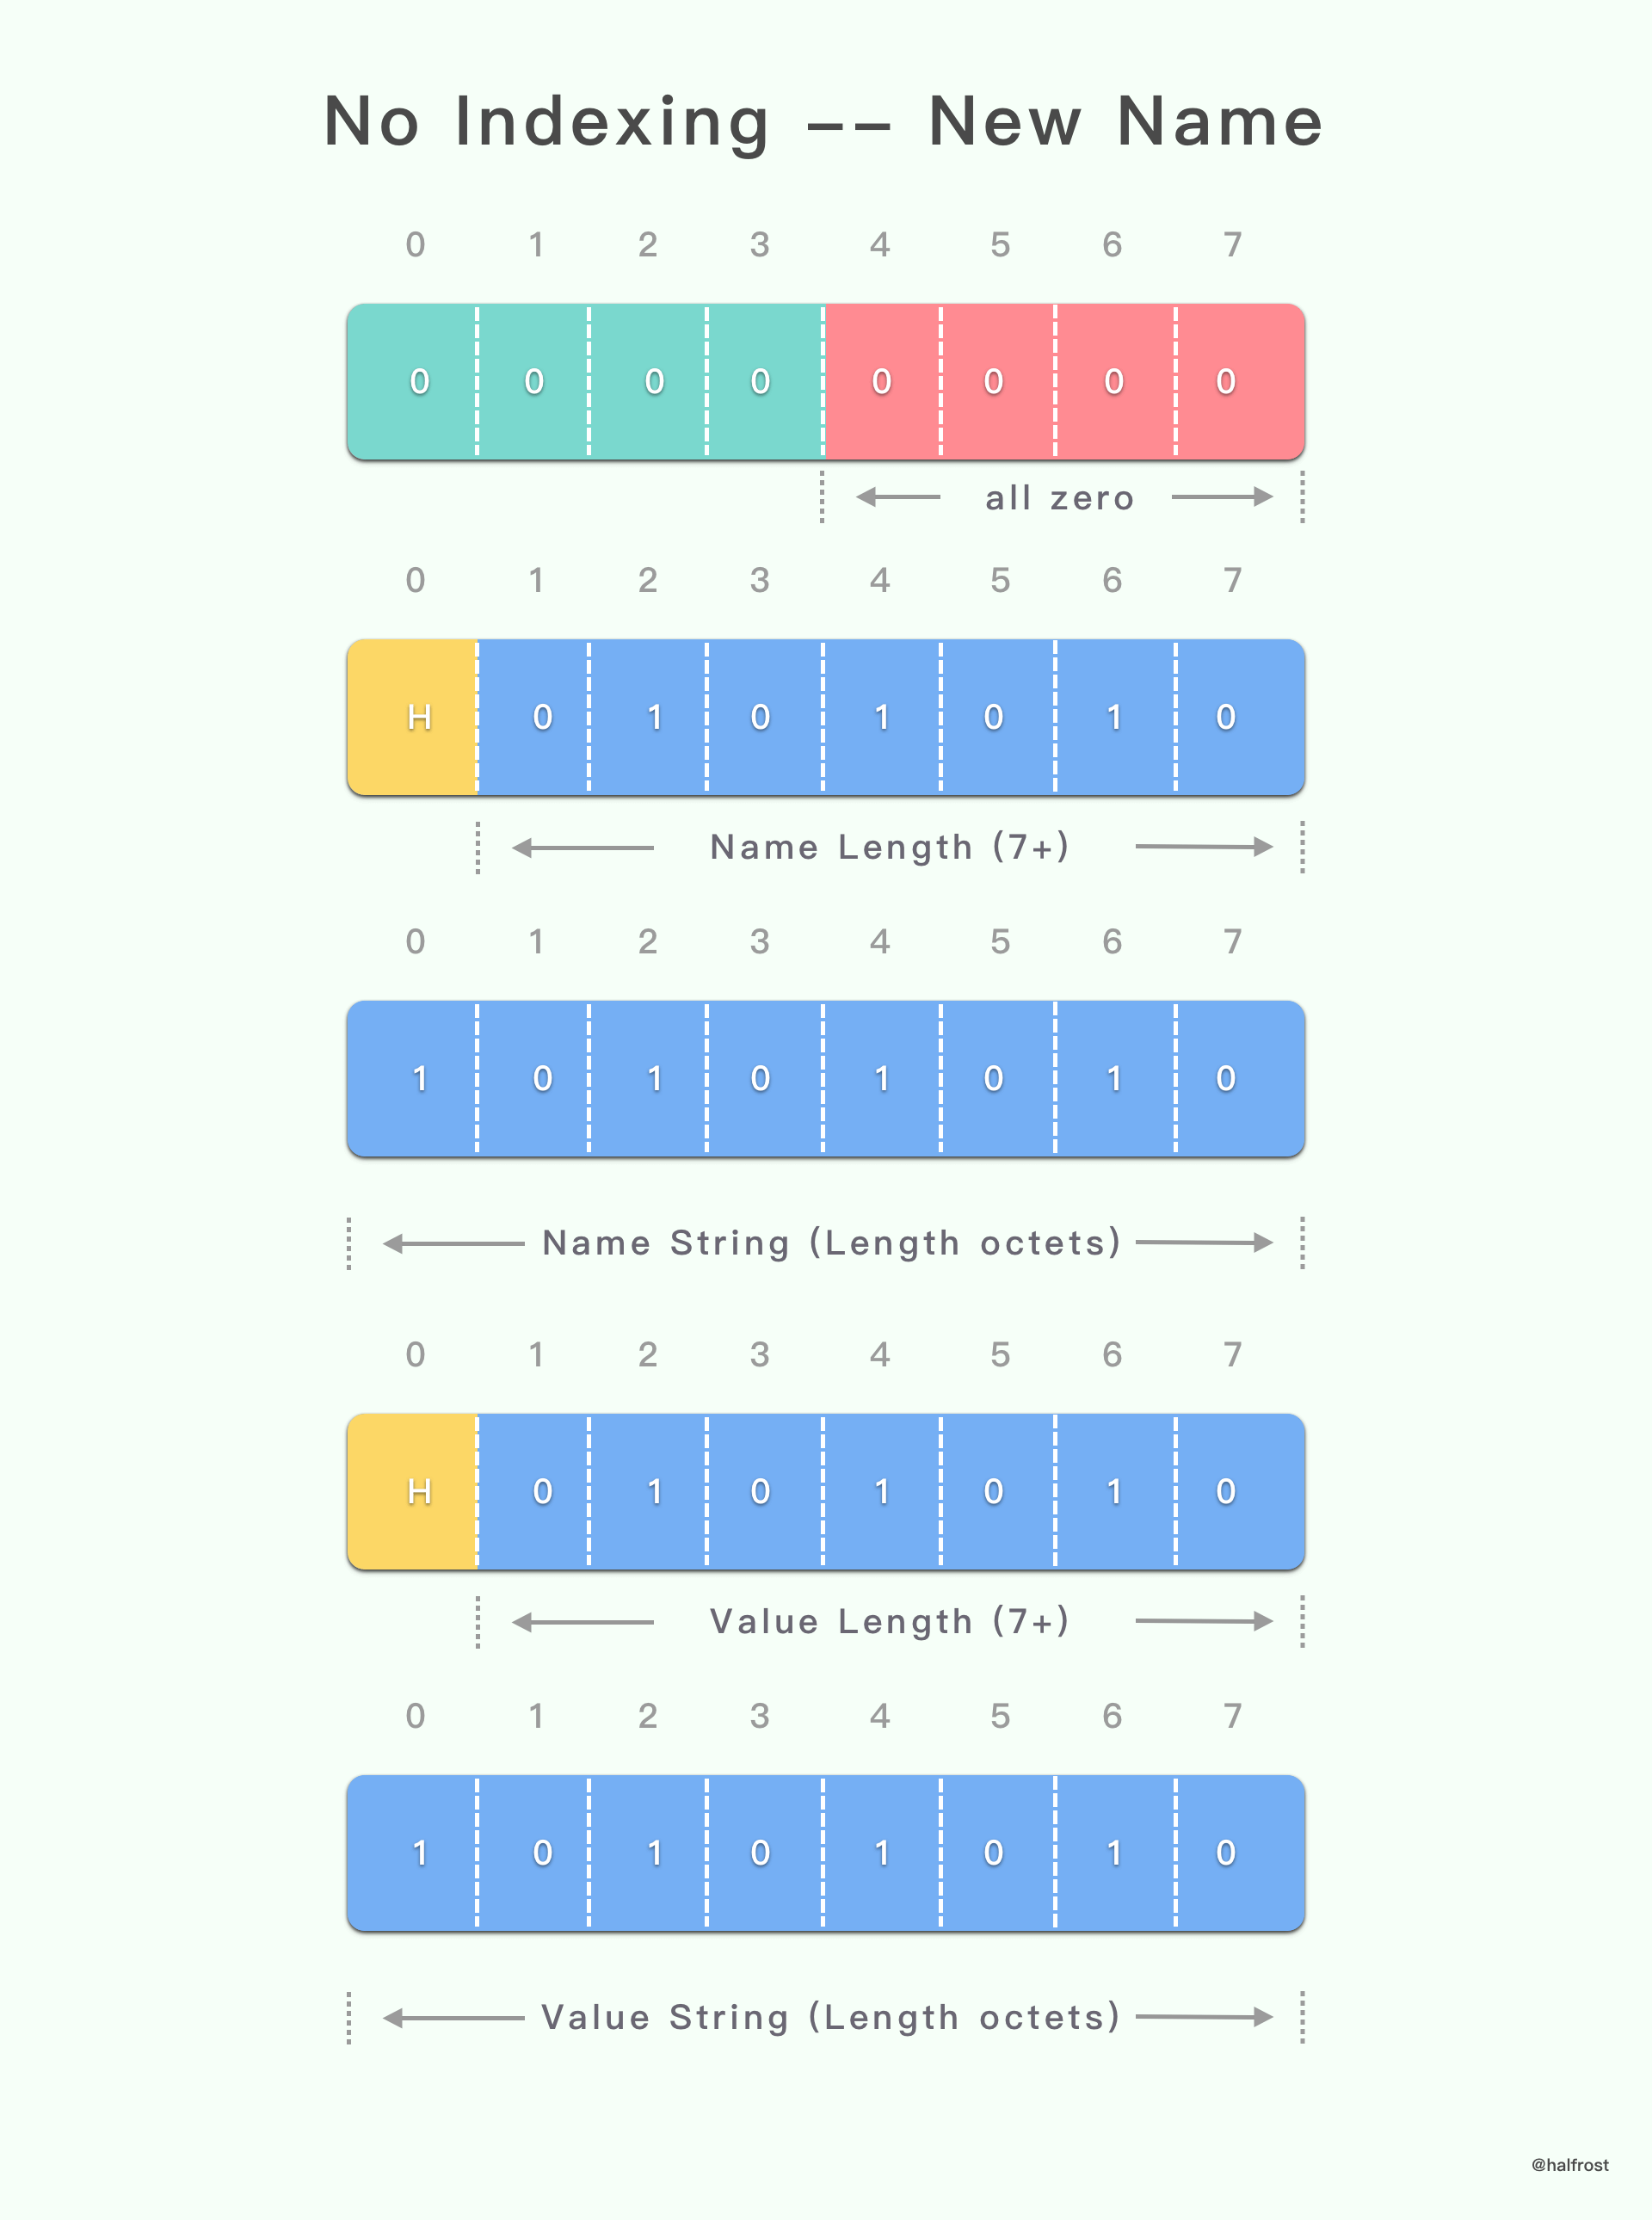 No Indexing -- New Name
0 1 2 3 4 5 6 7
0 0 0 0 0 0 0 0
all zero
0 1 2 3 4 5 6 7
H 0 1 0 1 0 1 0
Name Length (7+)
0 1 2 3 4 5 6 7
1 0 1 0 1 0 1 0
Name String (Length octets)
0 1 2 3 4 5 6 7
H 0 1 0 1 0 1 0
Value Length (7+)
0 1 2 3 4 5 6 7
1 0 1 0 1 0 1 0
Value String (Length octets)
@halfrost